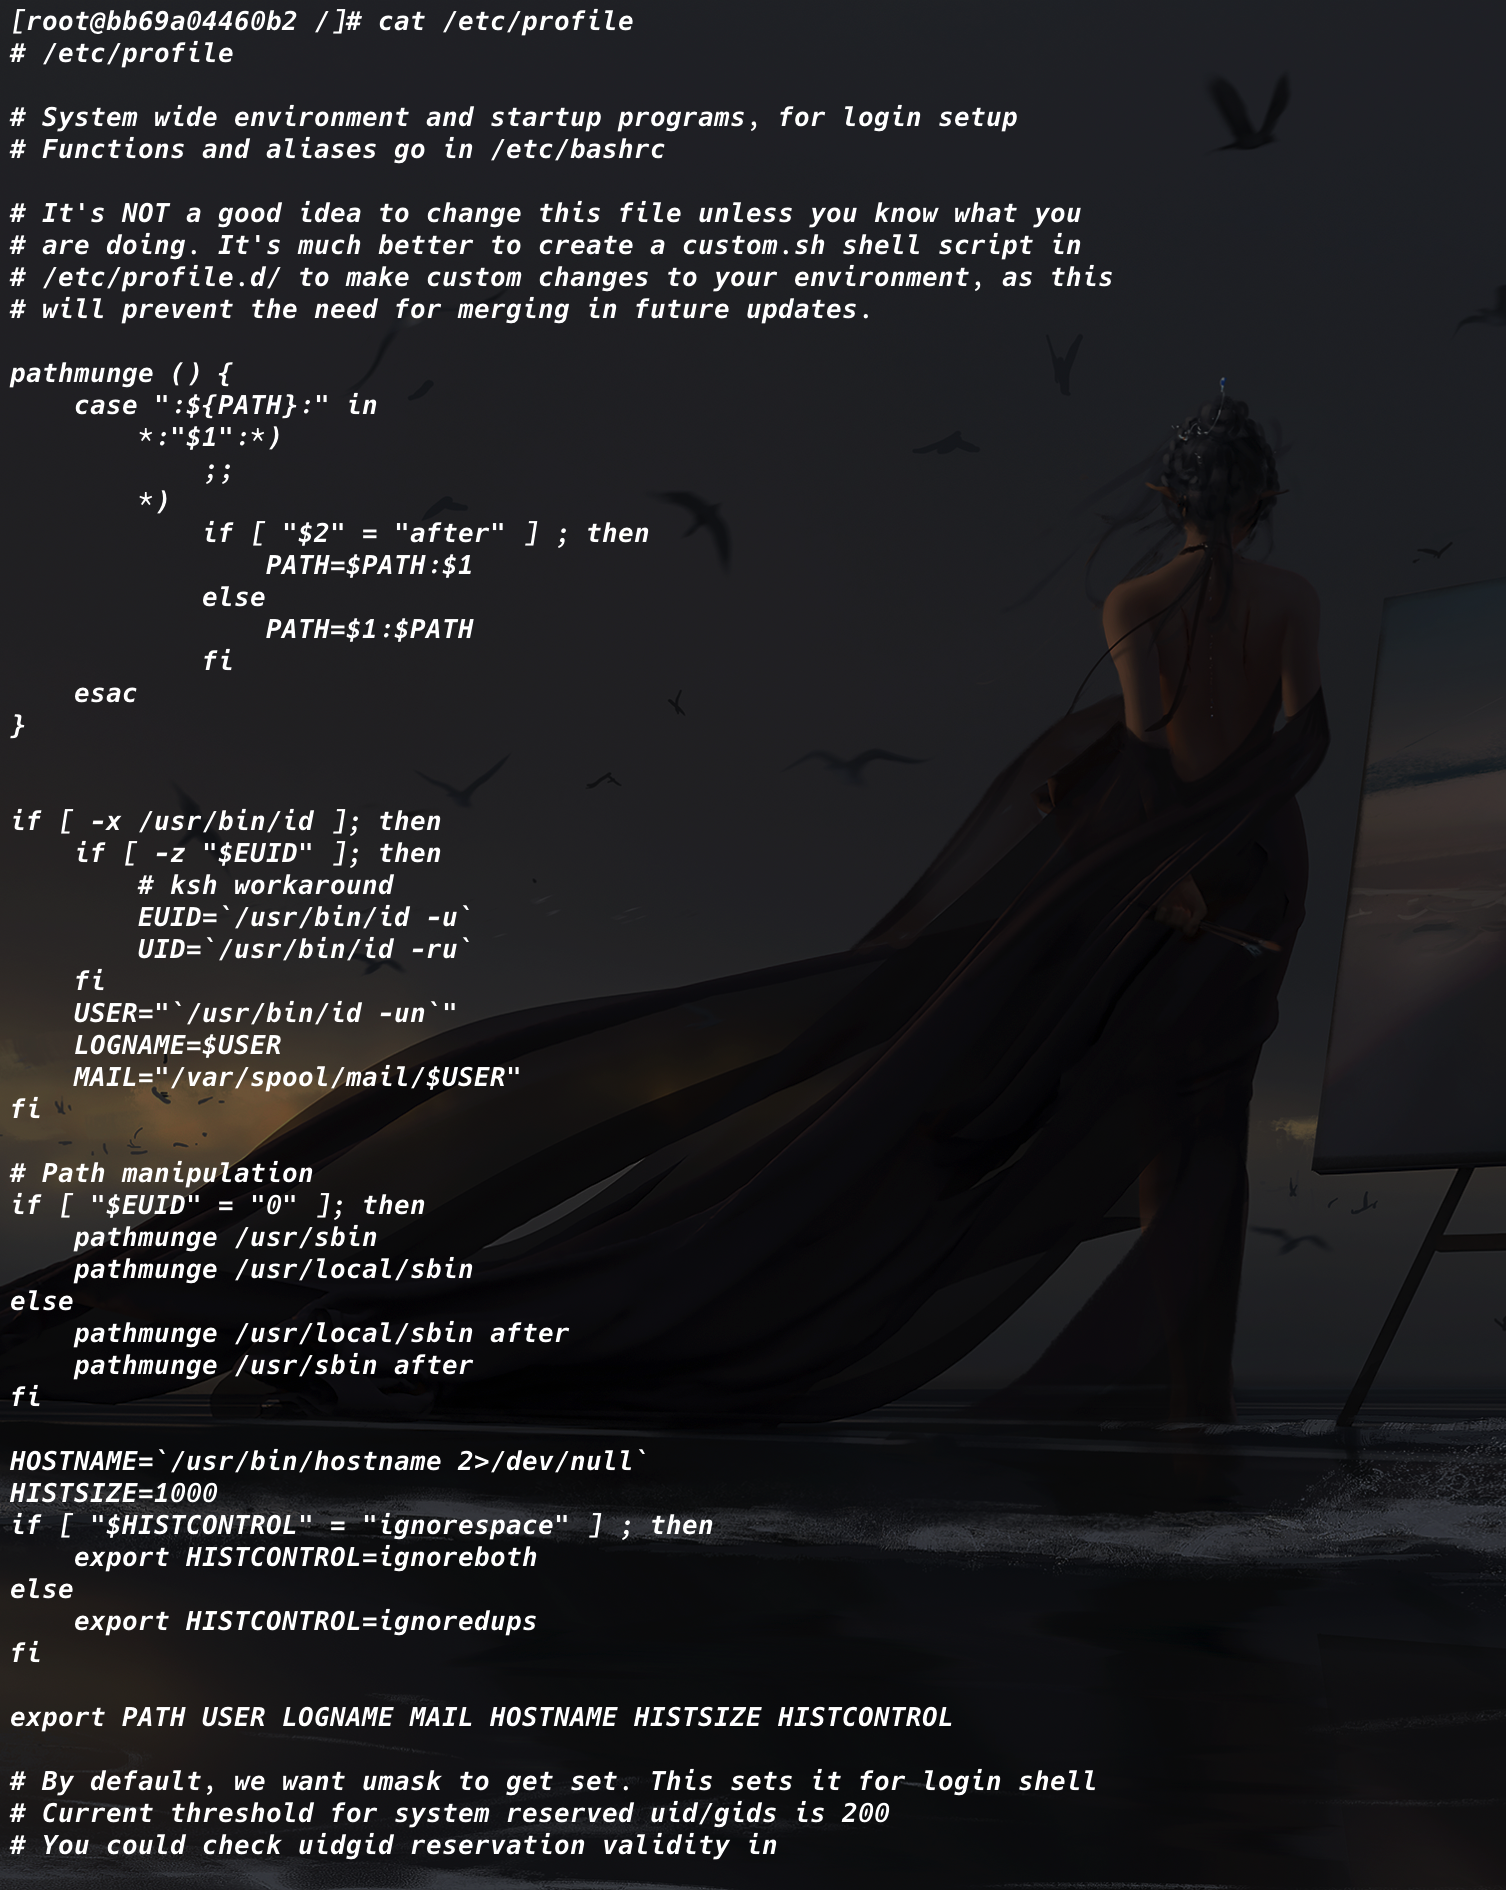 [root@bb69a04460b2 /]# cat /etc/profile
# /etc/profile

# System wide environment and startup programs, for login setup
# Functions and aliases go in /etc/bashrc

# It's NOT a good idea to change this file unless you know what you
# are doing. It's much better to create a custom.sh shell script in
# /etc/profile.d/ to make custom changes to your environment, as this
# will prevent the need for merging in future updates.

pathmunge () {
    case ":${PATH}:" in
        *:"$1":*)
            ;;
        *)
            if [ "$2" = "after" ] ; then
                PATH=$PATH:$1
            else
                PATH=$1:$PATH
            fi
    esac
}


if [ -x /usr/bin/id ]; then
    if [ -z "$EUID" ]; then
        # ksh workaround
        EUID=`/usr/bin/id -u`
        UID=`/usr/bin/id -ru`
    fi
    USER="`/usr/bin/id -un`"
    LOGNAME=$USER
    MAIL="/var/spool/mail/$USER"
fi

# Path manipulation
if [ "$EUID" = "0" ]; then
    pathmunge /usr/sbin
    pathmunge /usr/local/sbin
else
    pathmunge /usr/local/sbin after
    pathmunge /usr/sbin after
fi

HOSTNAME=`/usr/bin/hostname 2>/dev/null`
HISTSIZE=1000
if [ "$HISTCONTROL" = "ignorespace" ] ; then
    export HISTCONTROL=ignoreboth
else
    export HISTCONTROL=ignoredups
fi

export PATH USER LOGNAME MAIL HOSTNAME HISTSIZE HISTCONTROL

# By default, we want umask to get set. This sets it for login shell
# Current threshold for system reserved uid/gids is 200
# You could check uidgid reservation validity in